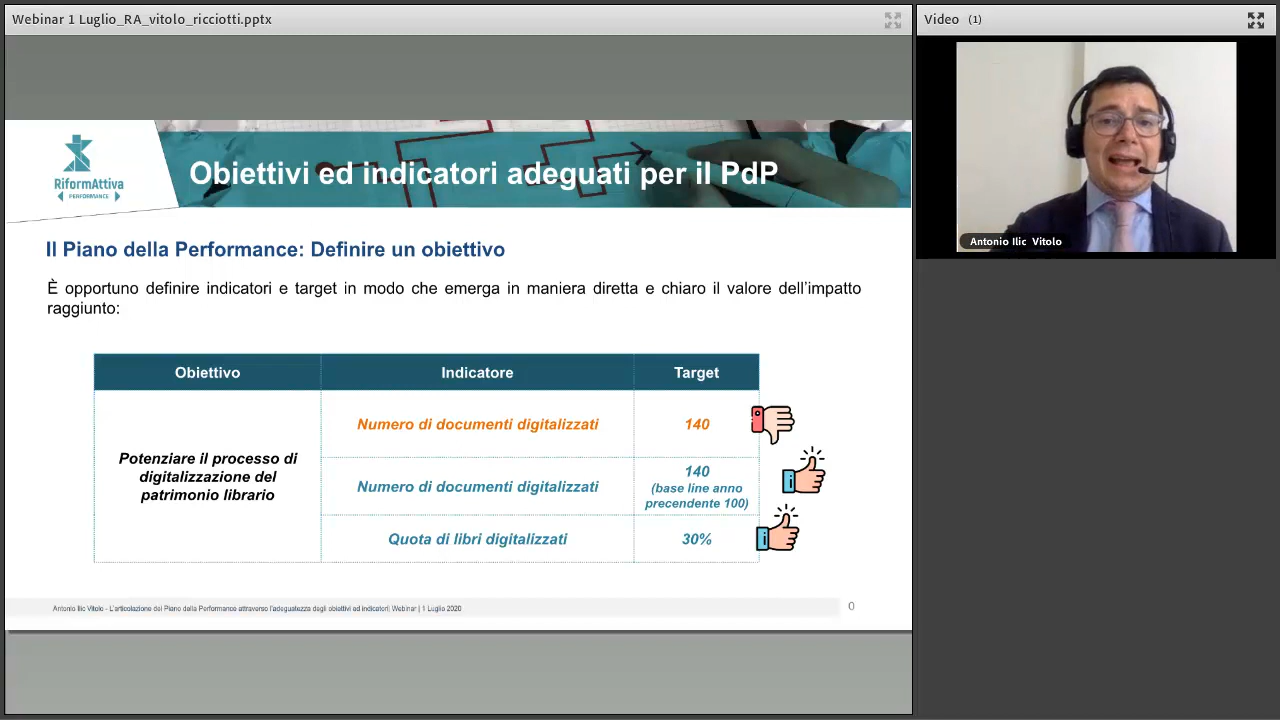 Webinar 1 Luglio_RA_vitolo_ricciotti.pptx
Video (1)
Antonio Ilic Vitolo
RiformAttiva
PERFORMANCE
Obiettivi ed indicatori adeguati per il PdP
Il Piano della Performance: Definire un obiettivo
È opportuno definire indicatori e target in modo che emerga in maniera diretta e chiaro il valore dell'impatto
raggiunto:
Obiettivo Indicatore Target
Potenziare il processo di
digitalizzazione del
patrimonio librario
Numero di documenti digitalizzati 140
Numero di documenti digitalizzati 140
(base line anno
precendente 100)
Quota di libri digitalizzati 30%
Antonio Ilic Vitolo - L'articolazione del Piano della Performance attraverso l'adeguatezza degli obiettivi ed indicatori| Webinar | 1 Luglio 2020
0